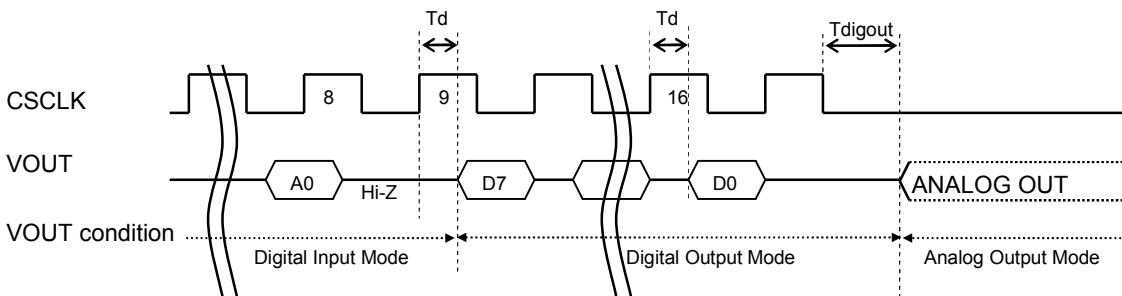 Td
Td
Tdigout
CSCLK
8
9
16
VOUT
A0
Hi-Z
D7
D0
ANALOG OUT
VOUT condition
Digital Input Mode
Digital Output Mode
Analog Output Mode